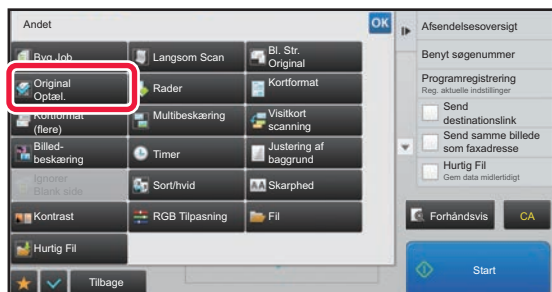 Andet
OK
Byg Job
Langsom Scan
Bl. Str.
Original
Original
Optæl.
Rader
Kortformat
Kortformat
(flere)
Multibeskæring
Visitkort
scanning
Billed-
beskæring
Timer
Justering af
baggrund
Ignorer
Blank side
Sort/hvid
Skarphed
Kontrast
RGB Tilpasning
Fil
Hurtig Fil
Tilbage
Afsendelsesoversigt
Benyt søgenummer
Programregistrering
Reg. aktuelle indstillinger
Send
destinationslink
Send samme billede
som faxadresse
Hurtig Fil
Gem data midlertidigt
Forhåndsvis
CA
Start